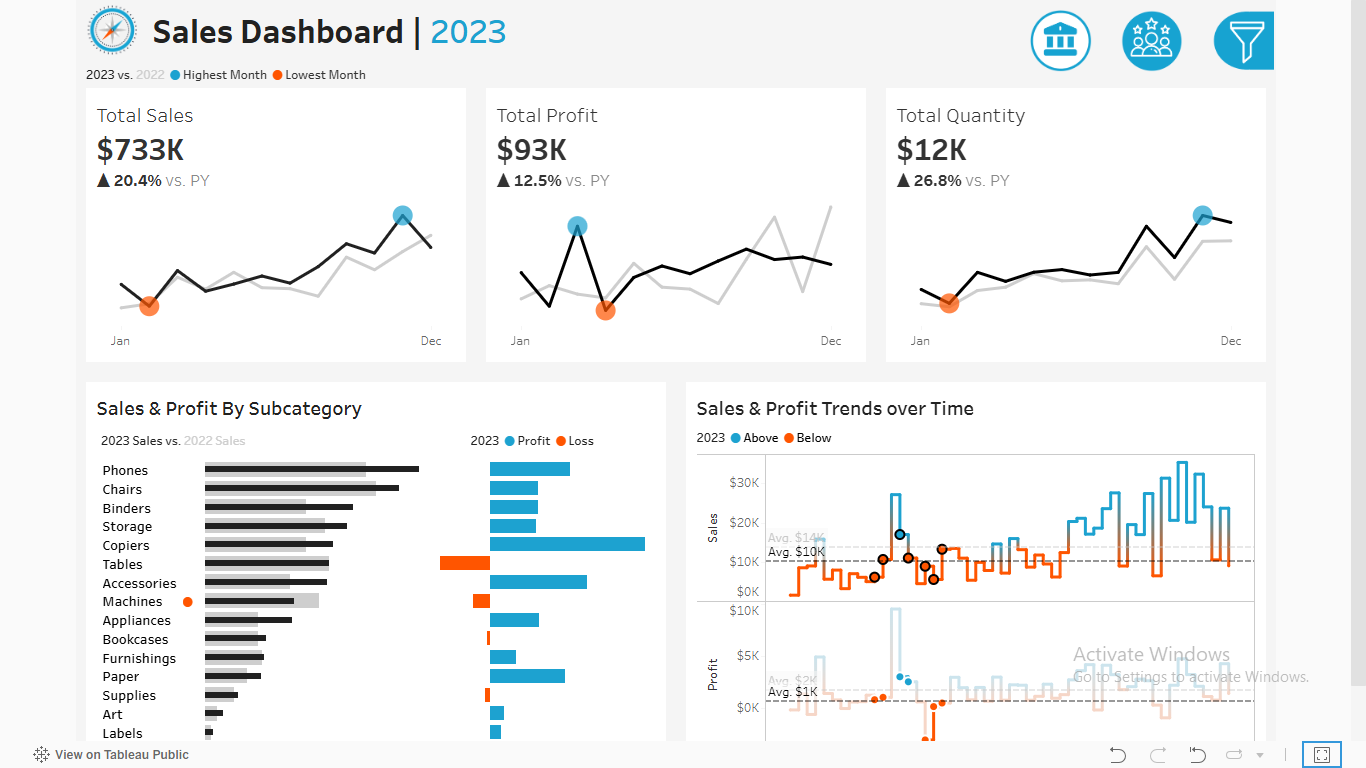 Sales Dashboard | 2023
2023 vs. 2022 Highest Month Lowest Month
Total Sales
$733K
▲ 20.4% vs. PY
Jan Dec
Total Profit
$93K
▲ 12.5% vs. PY
Jan Dec
Total Quantity
$12K
▲ 26.8% vs. PY
Jan Dec
Sales & Profit By Subcategory
2023 Sales vs. 2022 Sales
2023 Profit Loss
Phones
Chairs
Binders
Storage
Copiers
Tables
Accessories
Machines
Appliances
Bookcases
Furnishings
Paper
Supplies
Art
Labels
Sales & Profit Trends over Time
2023 Above Below
Sales
$30K
$20K
$10K
$0K
Avg. $14K
Avg. $10K
Profit
$10K
$5K
$0K
Avg. $2K
Avg. $1K
Activate Windows
Go to Settings to activate Windows.
View on Tableau Public